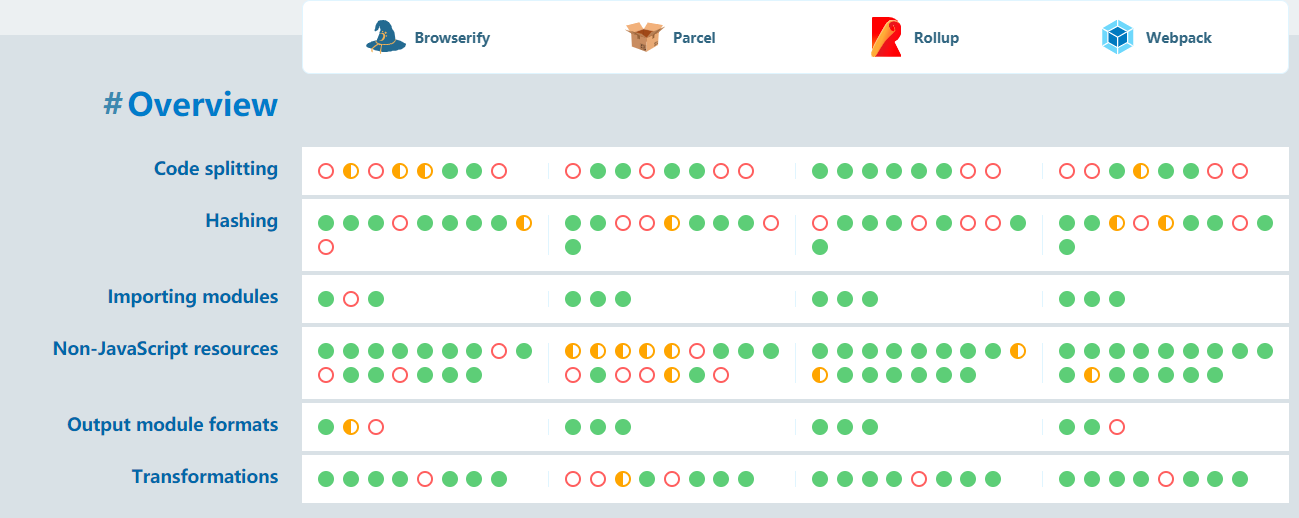 Browserify Parcel Rollup Webpack
# Overview
Code splitting
Hashing
Importing modules
Non-JavaScript resources
Output module formats
Transformations